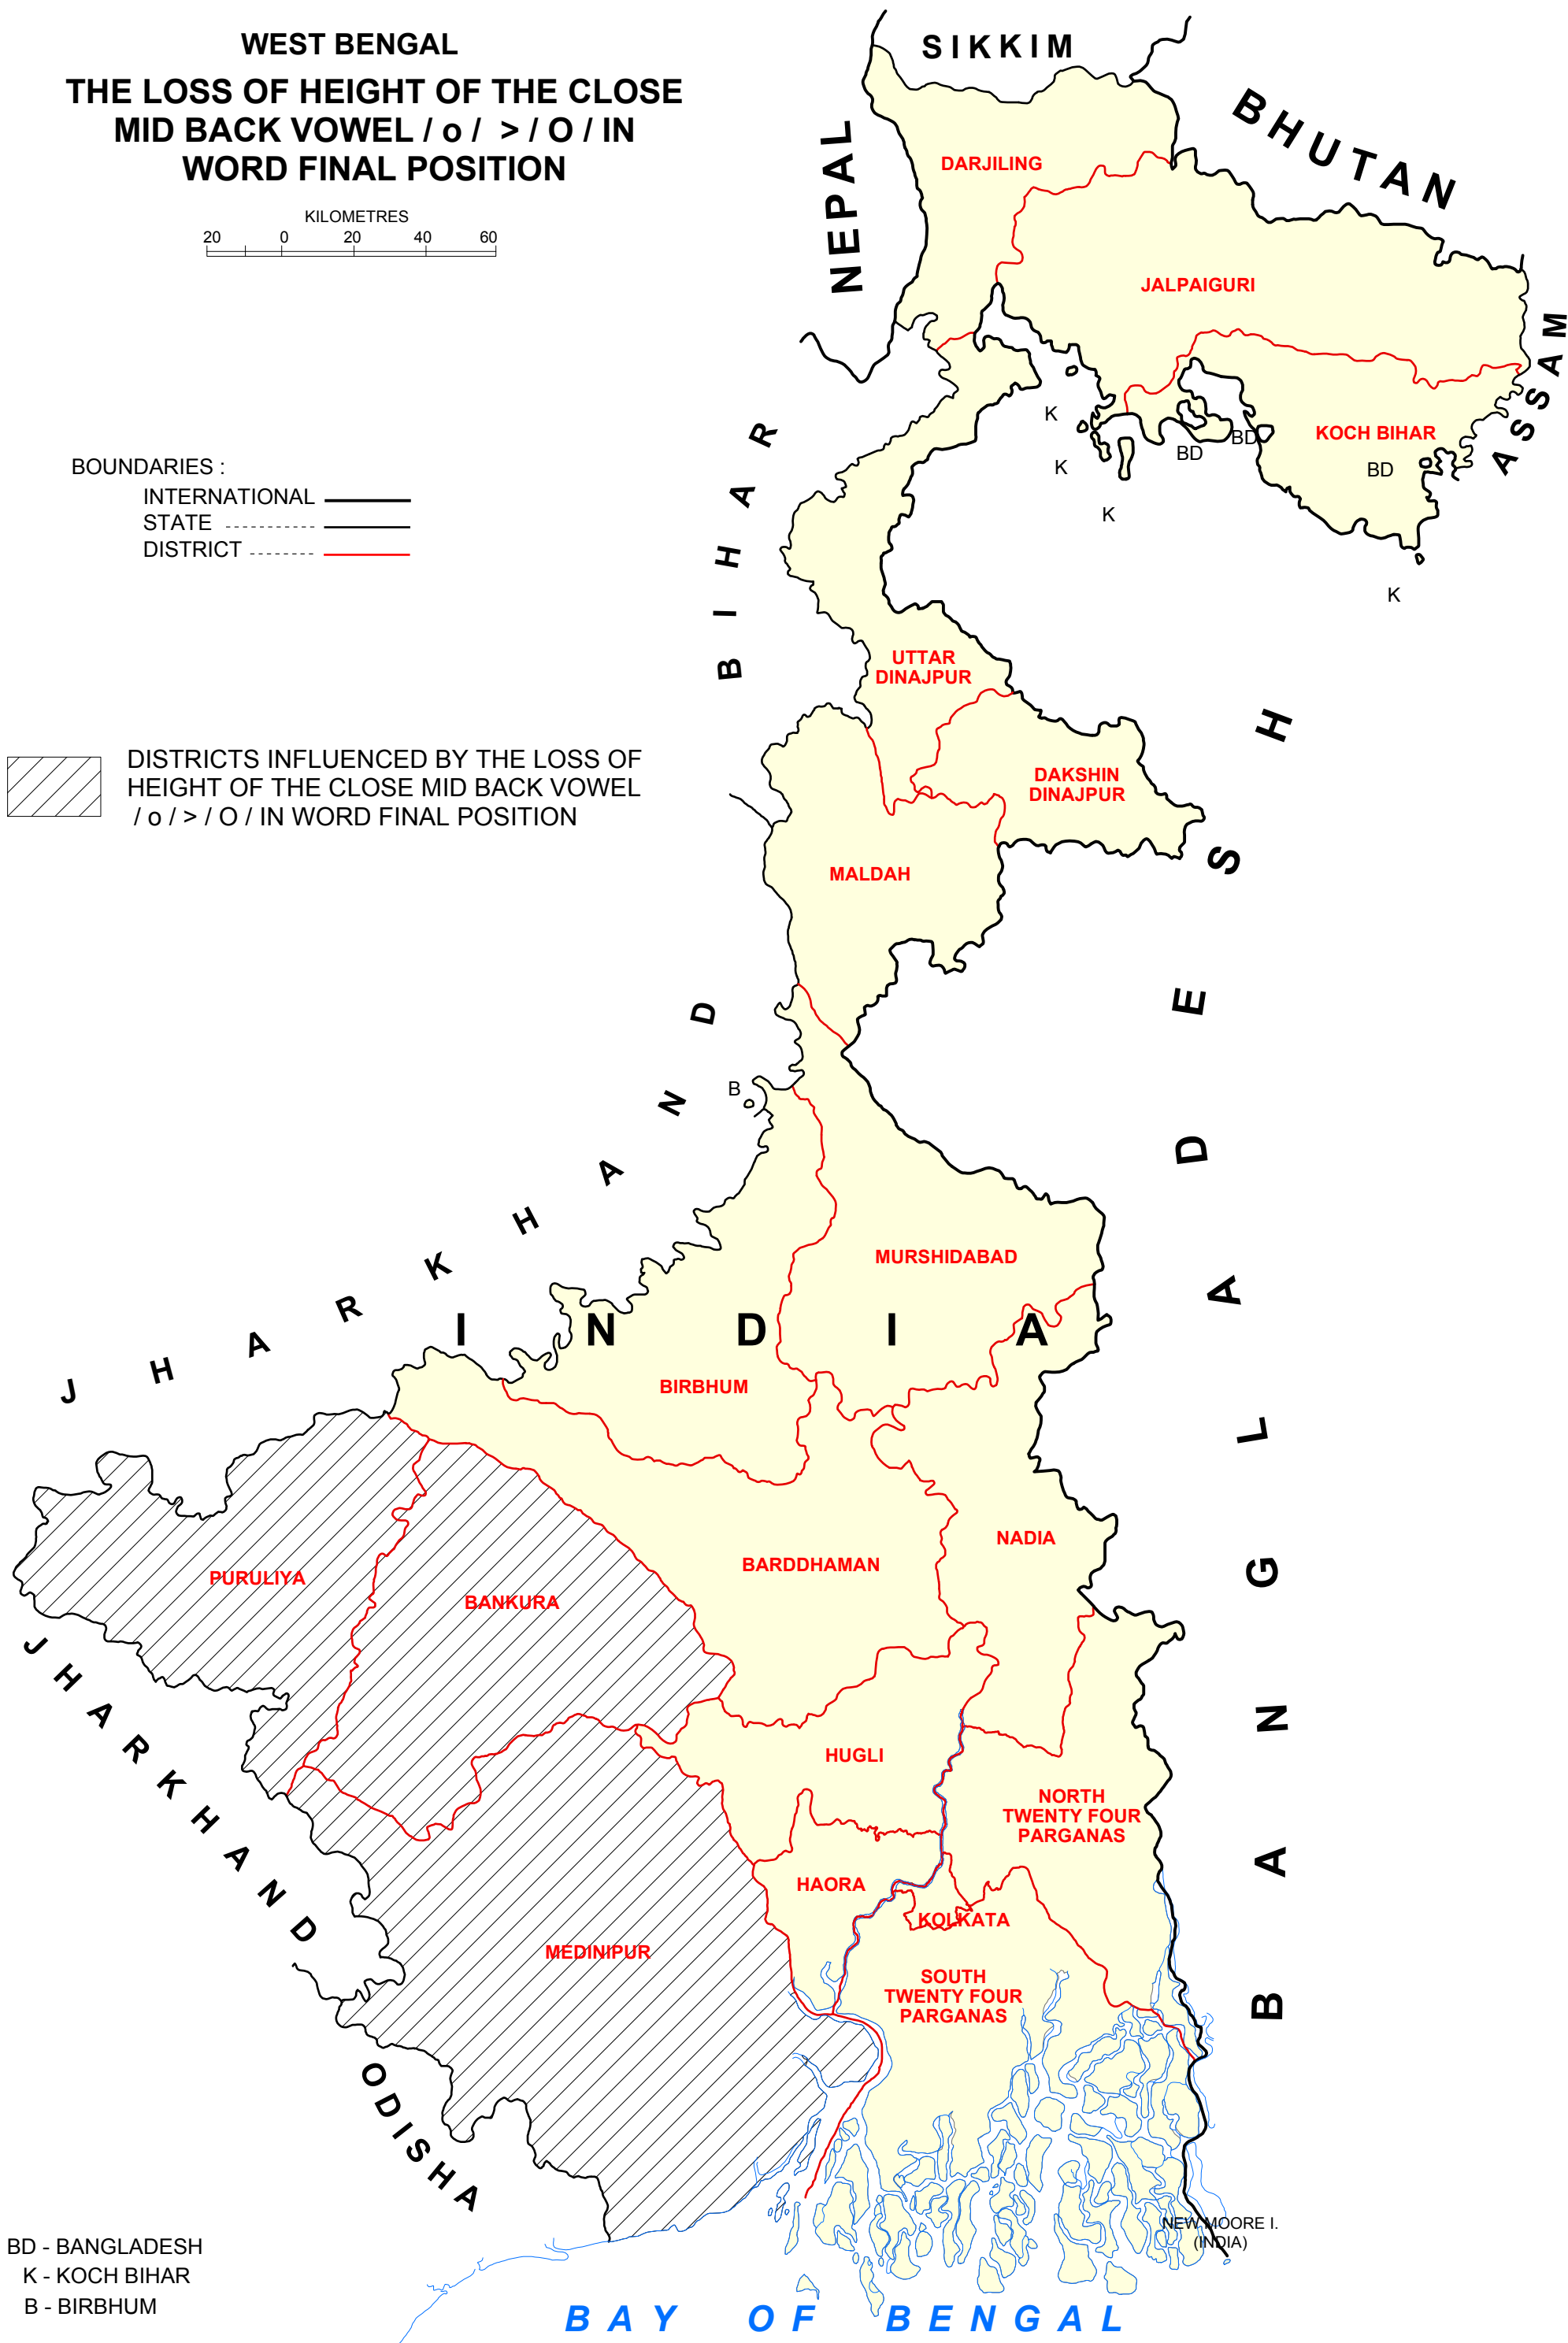 WEST BENGAL
THE LOSS OF HEIGHT OF THE CLOSE
MID BACK VOWEL / o / > / O / IN
WORD FINAL POSITION
KILOMETRES
20 0 20 40 60
SIKKIM
BHUTAN
NEPAL
DARJILING
JALPAIGURI
ASSAM
KOCH BIHAR
K
BD
BD
BD
K
K
K
BIHAR
BOUNDARIES :
INTERNATIONAL
STATE
DISTRICT
UTTAR
DINAJPUR
DAKSHIN
DINAJPUR
DISTRICTS INFLUENCED BY THE LOSS OF
HEIGHT OF THE CLOSE MID BACK VOWEL
/ o / > / O / IN WORD FINAL POSITION
MALDAH
BANGLADESH
JHARKHAND
B
MURSHIDABAD
INDIA
BIRBHUM
NADIA
BARDDHAMAN
PURULIYA
BANKURA
JHARKHAND
HUGLI
NORTH
TWENTY FOUR
PARGANAS
HAORA
KOLKATA
MEDINIPUR
SOUTH
TWENTY FOUR
PARGANAS
ODISHA
NEW MOORE I.
(INDIA)
BD - BANGLADESH
K - KOCH BIHAR
B - BIRBHUM
BAY OF BENGAL